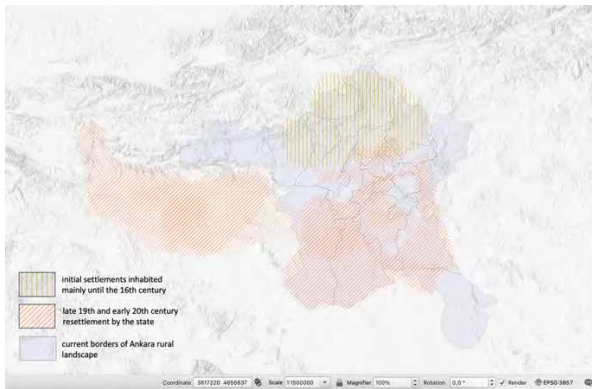 initial settlements inhabited
mainly until the 16th century
late 19th and early 20th century
resettlement by the state
current borders of Ankara rural
landscape
Coordinate 3817220 4656837 Scale 1:1500000 Magnifier 100% Rotation 0,0 ° Render EPSG:3857